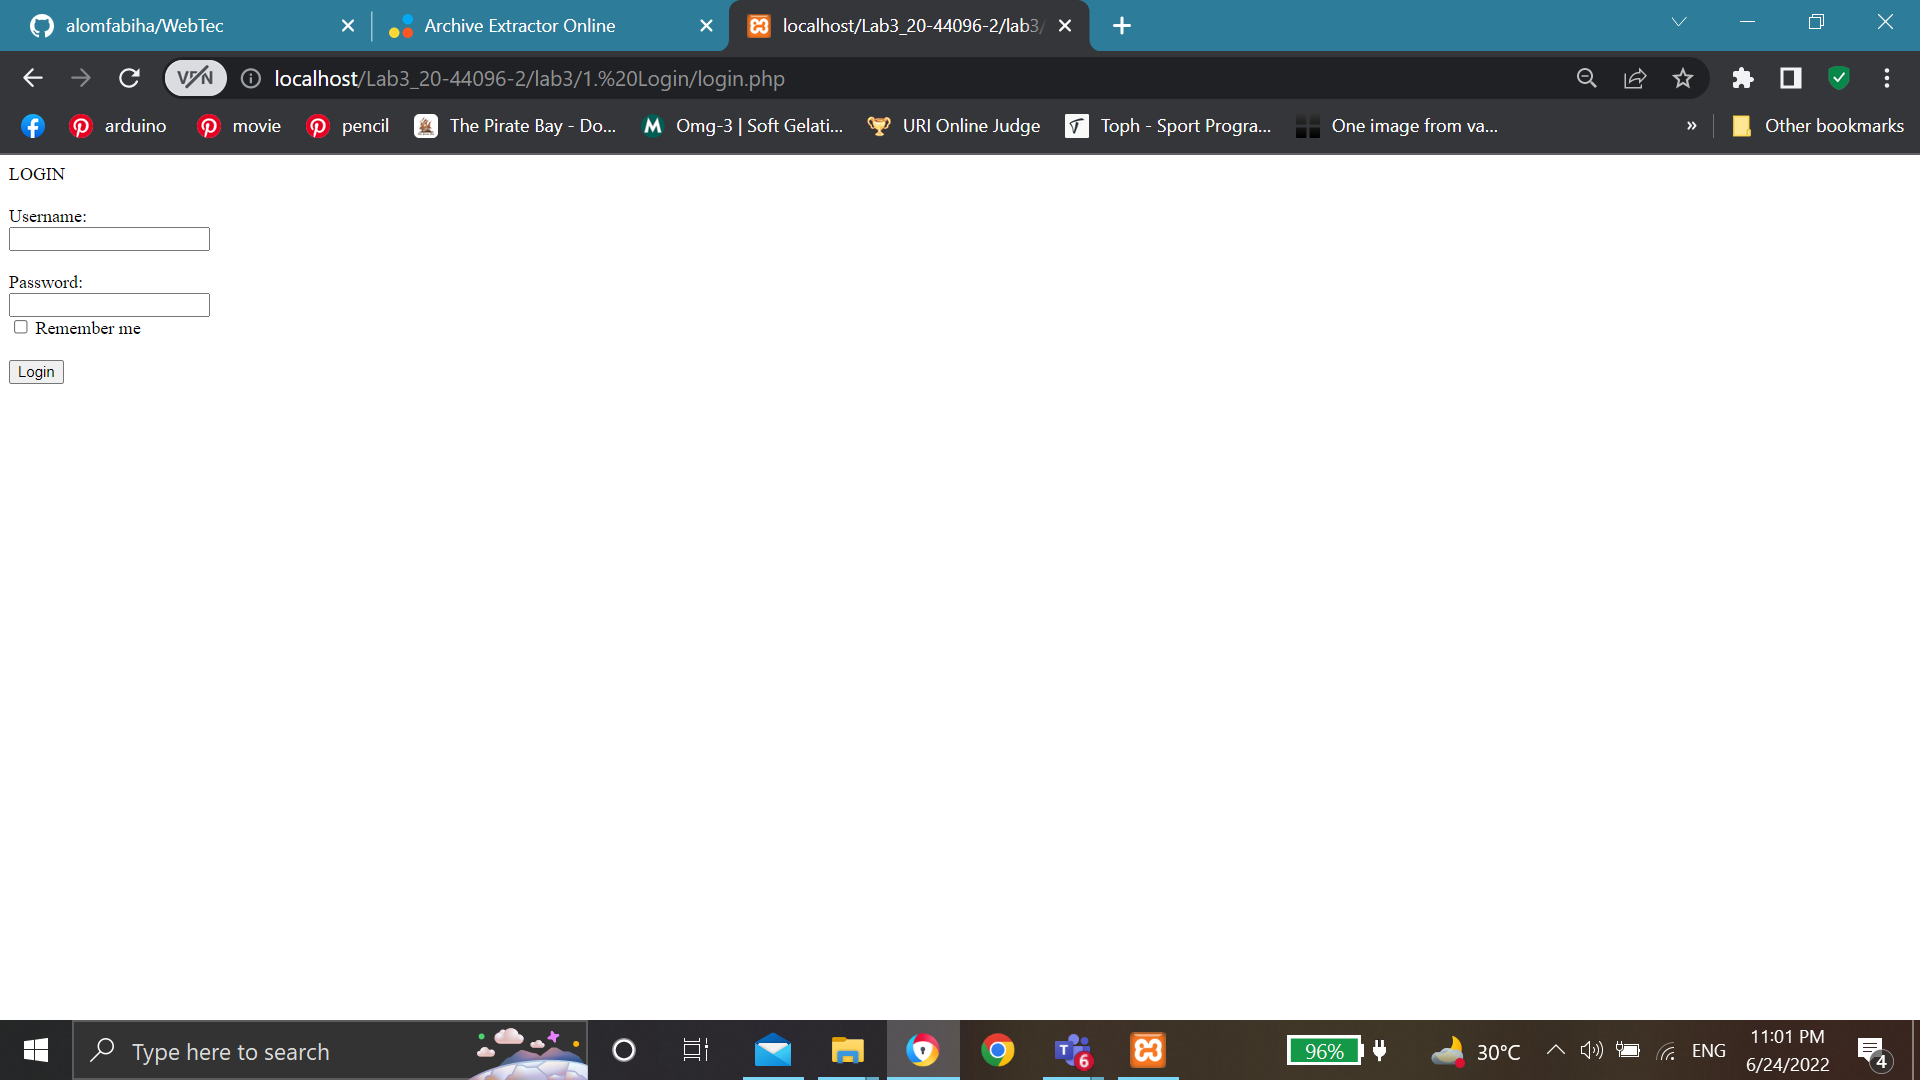 alomfabiha/WebTec
Archive Extractor Online
localhost/Lab3_20-44096-2/lab3/
VPN
localhost/Lab3_20-44096-2/lab3/1.%20Login/login.php
arduino
movie
pencil
The Pirate Bay - Do...
Omg-3 | Soft Gelati...
URI Online Judge
Toph - Sport Progra...
One image from va...
»
Other bookmarks
LOGIN
Username:
Password:
Remember me
Login
Type here to search
6
96%
30°C
ENG
11:01 PM
6/24/2022
4